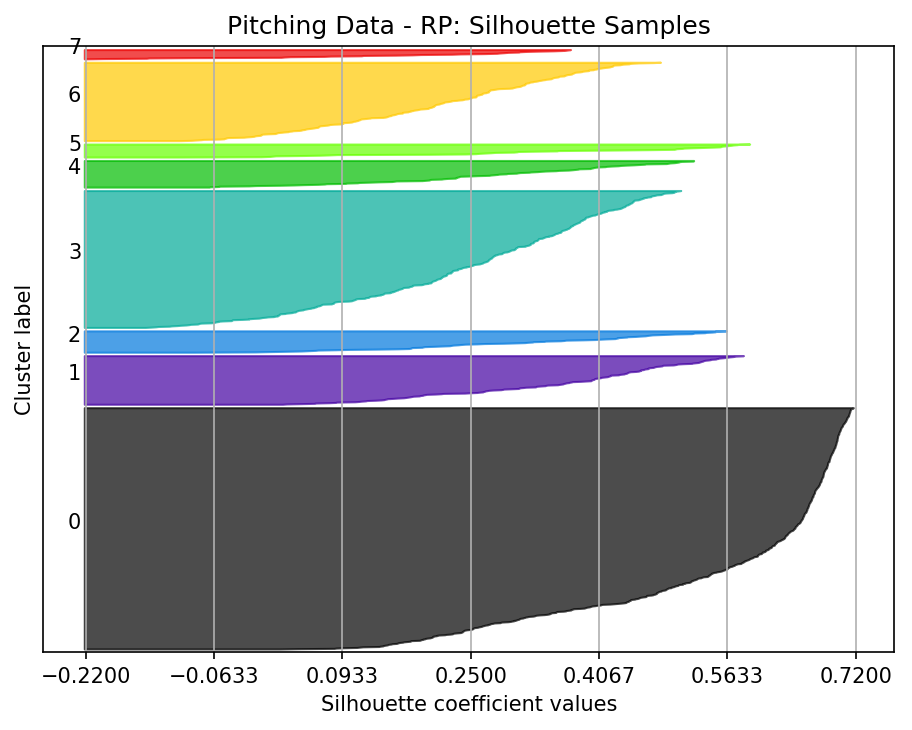 Pitching Data - RP: Silhouette Samples
7
6
5
4
3
2
1
0
Cluster label
−0.2200 −0.0633 0.0933 0.2500 0.4067 0.5633 0.7200
Silhouette coefficient values